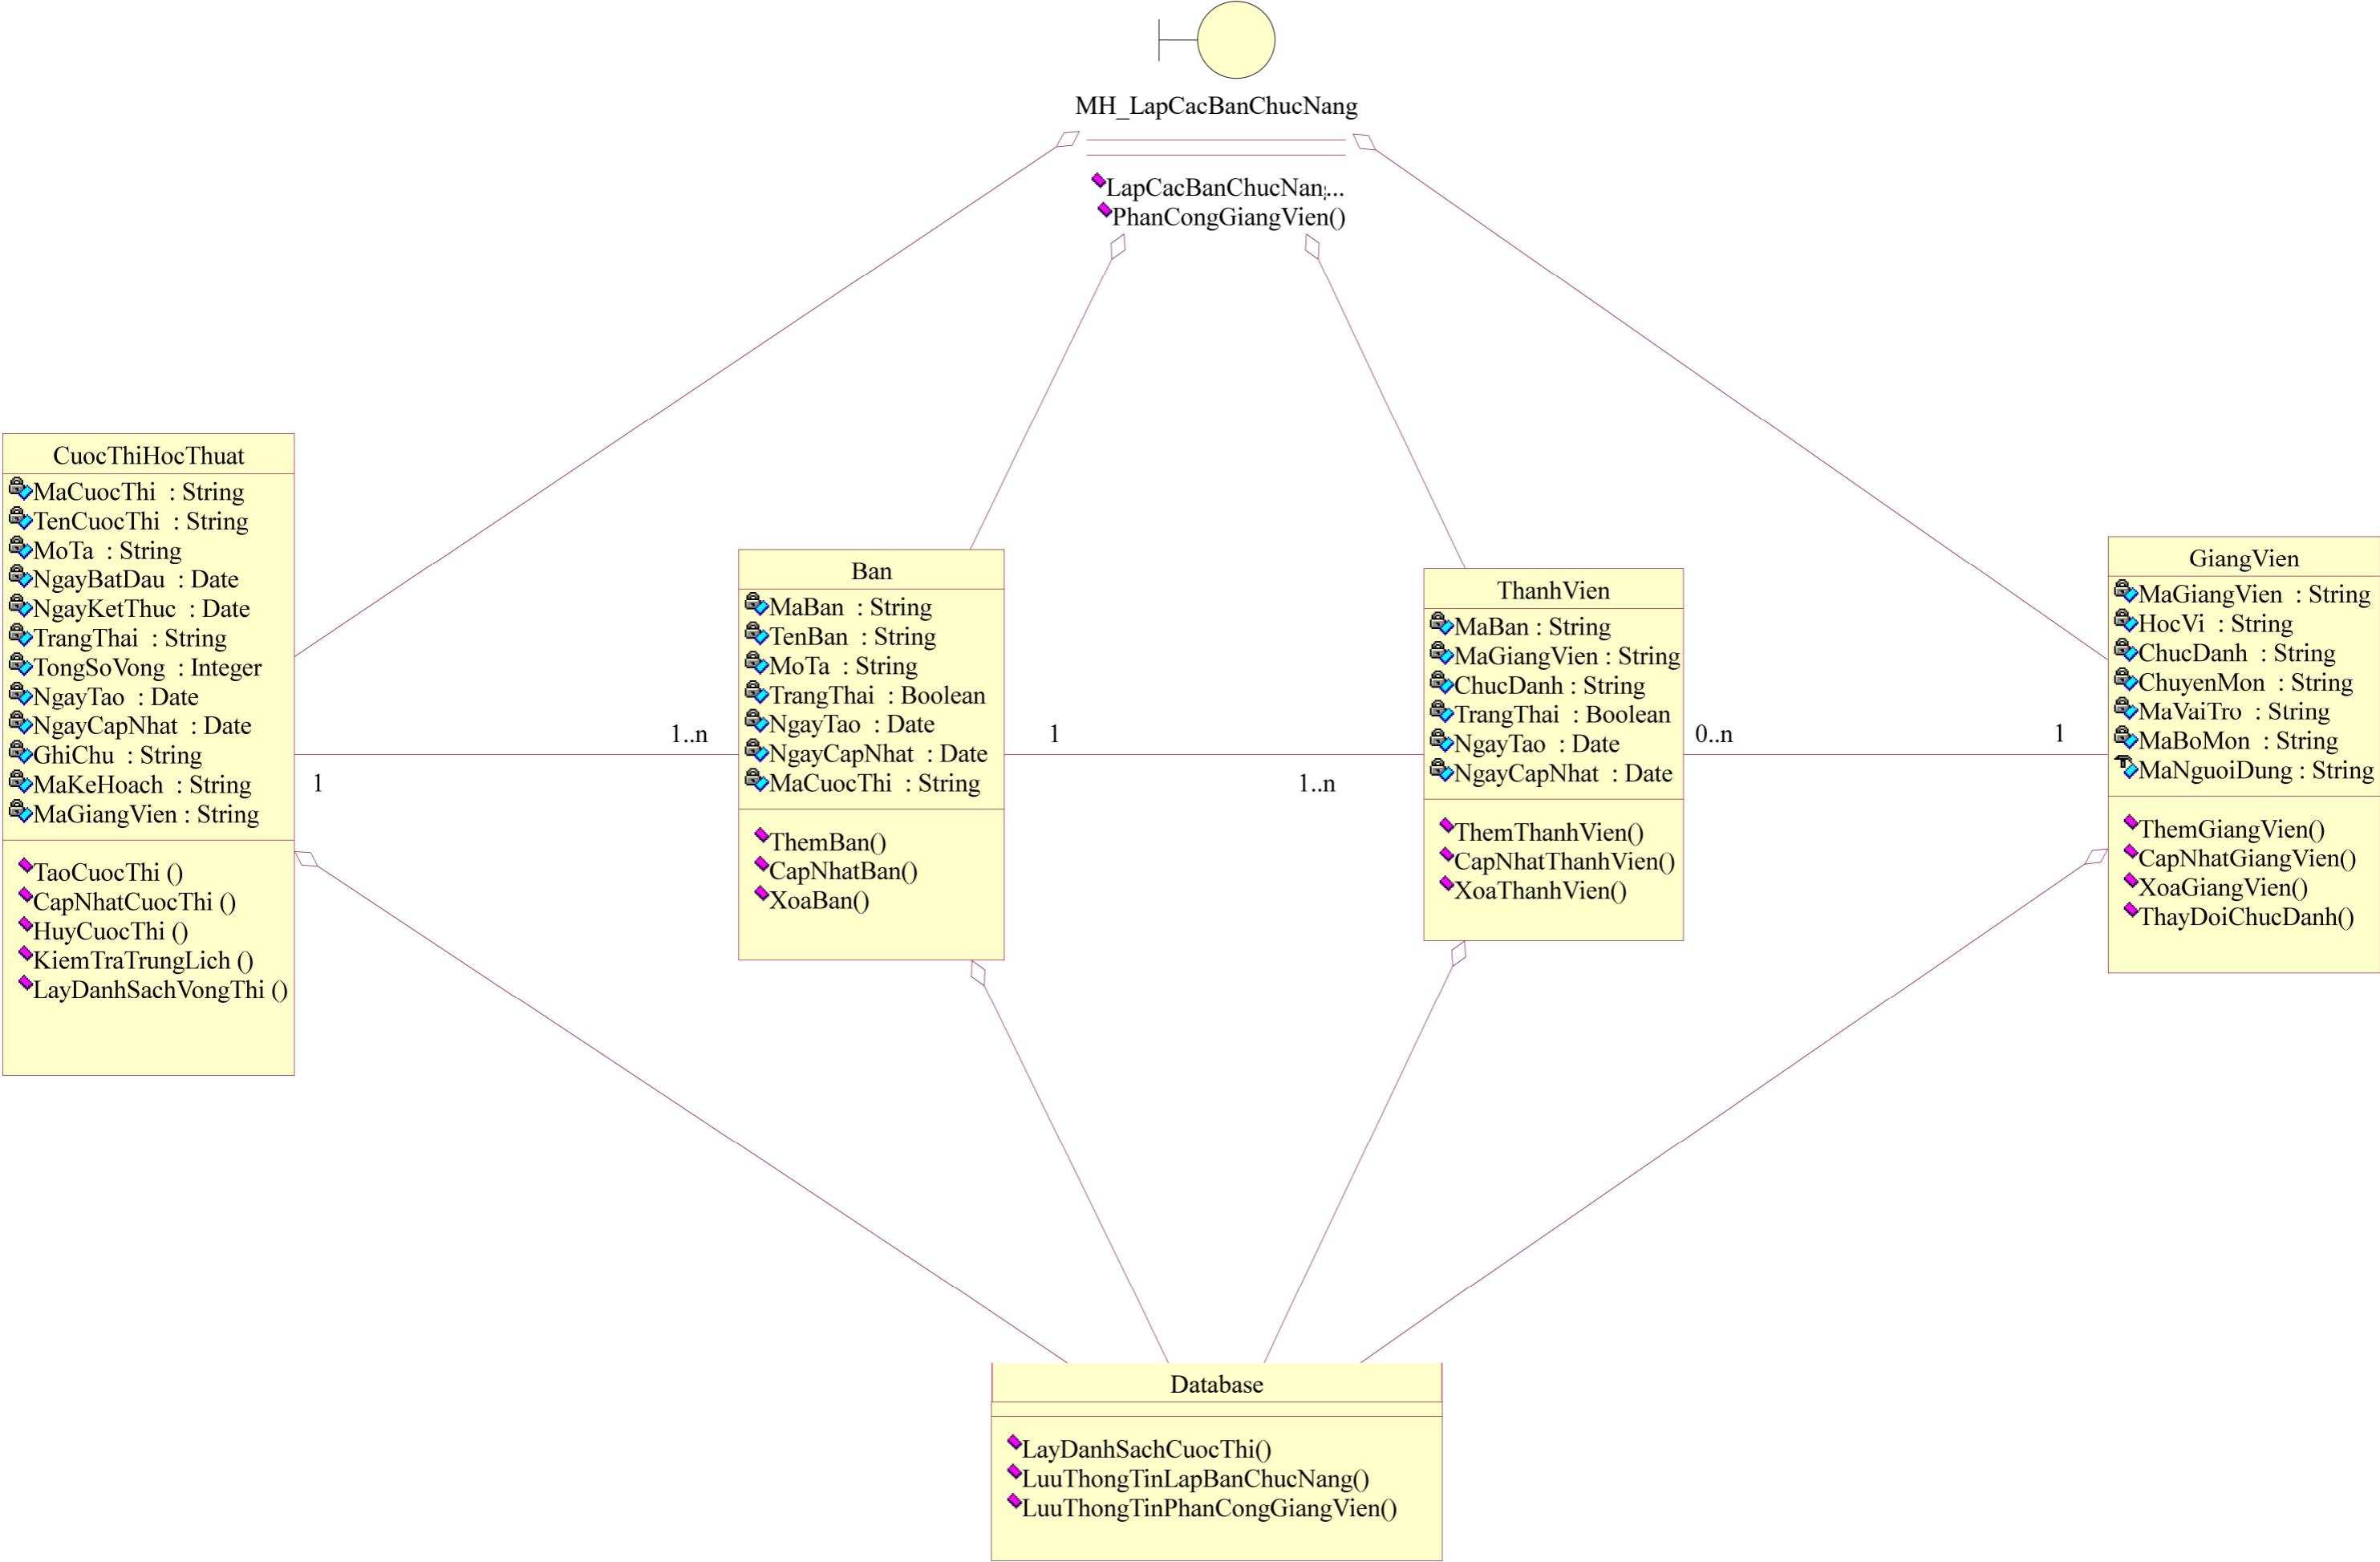 MH_LapCacBanChucNang
LapCacBanChucNang...
PhanCongGiangVien()
CuocThiHocThuat
MaCuocThi : String
TenCuocThi : String
MoTa : String
NgayBatDau : Date
NgayKetThuc : Date
TrangThai : String
TongSoVong : Integer
NgayTao : Date
NgayCapNhat : Date
GhiChu : String
MaKeHoach : String
MaGiangVien : String
TaoCuocThi ()
CapNhatCuocThi ()
HuyCuocThi ()
KiemTraTrungLich ()
LayDanhSachVongThi ()
1
1..n
Ban
MaBan : String
TenBan : String
MoTa : String
TrangThai : Boolean
NgayTao : Date
NgayCapNhat : Date
MaCuocThi : String
ThemBan()
CapNhatBan()
XoaBan()
1
1..n
ThanhVien
MaBan : String
MaGiangVien : String
ChucDanh : String
TrangThai : Boolean
NgayTao : Date
NgayCapNhat : Date
ThemThanhVien()
CapNhatThanhVien()
XoaThanhVien()
0..n
1
GiangVien
MaGiangVien : String
HocVi : String
ChucDanh : String
ChuyenMon : String
MaVaiTro : String
MaBoMon : String
MaNguoiDung : String
ThemGiangVien()
CapNhatGiangVien()
XoaGiangVien()
ThayDoiChucDanh()
Database
LayDanhSachCuocThi()
LuuThongTinLapBanChucNang()
LuuThongTinPhanCongGiangVien()